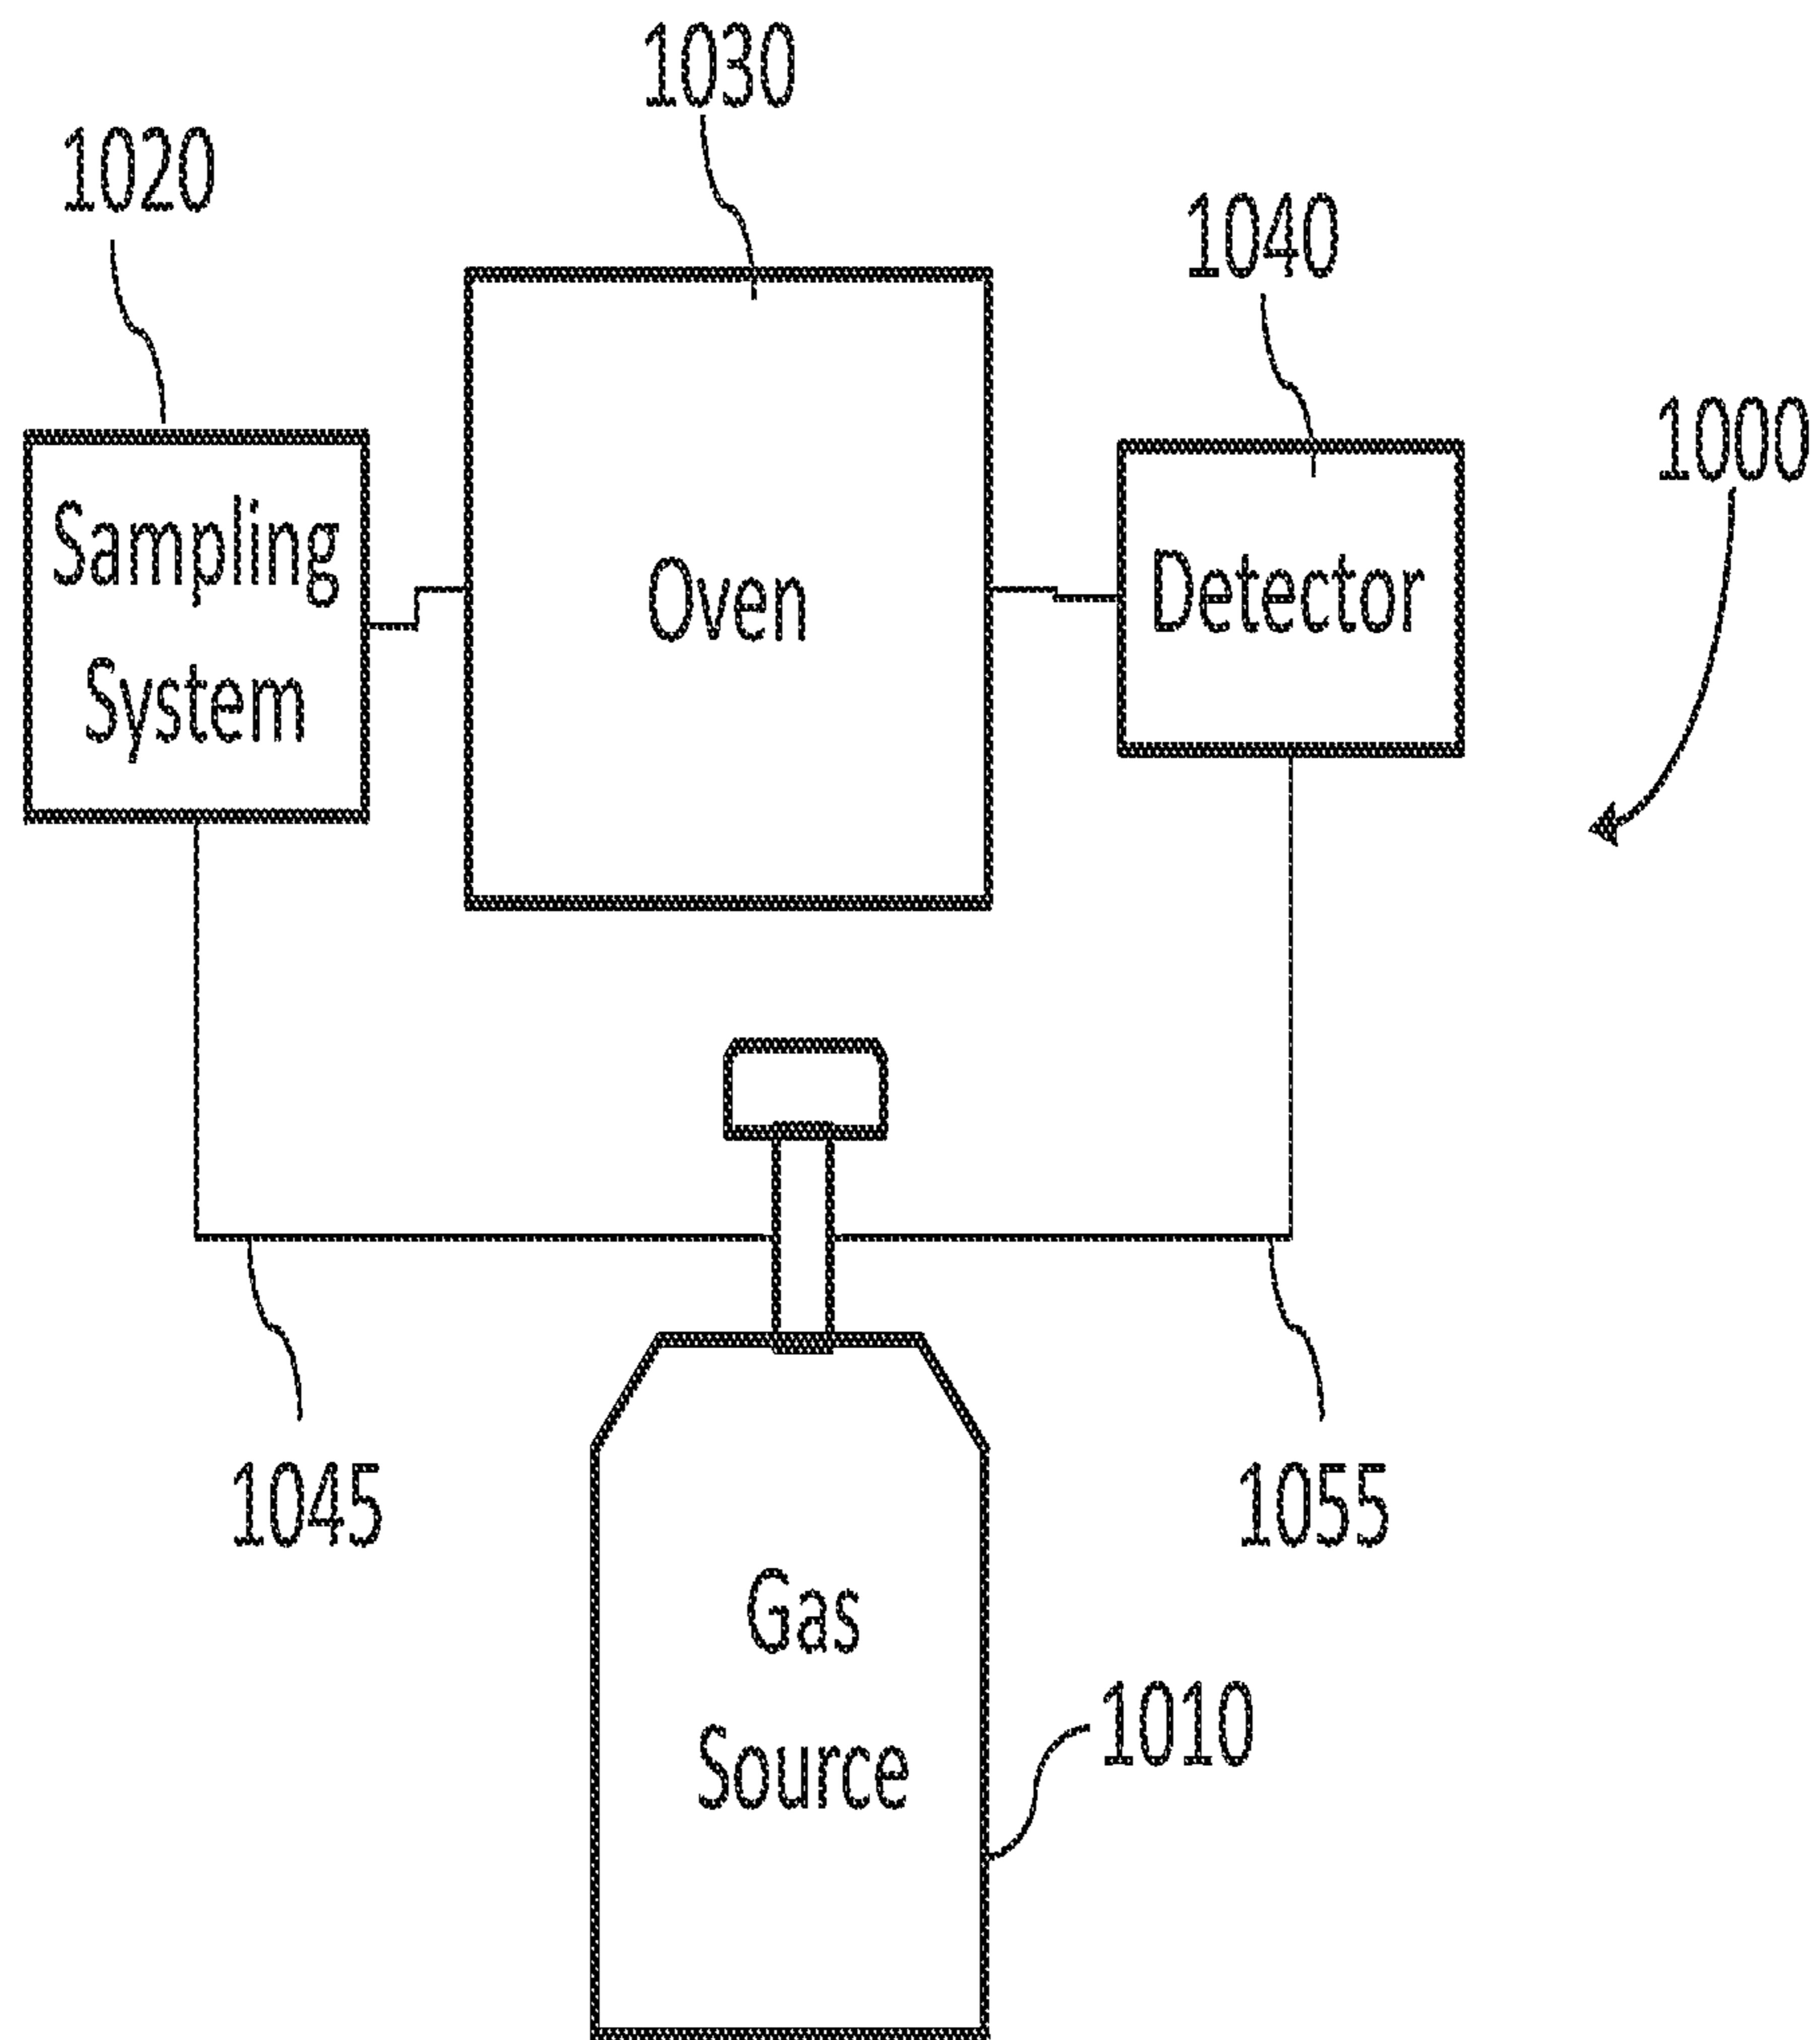 1030
1020
1040
1000
Sampling
System
Oven
Detector
1045
1055
Gas
Source
1010